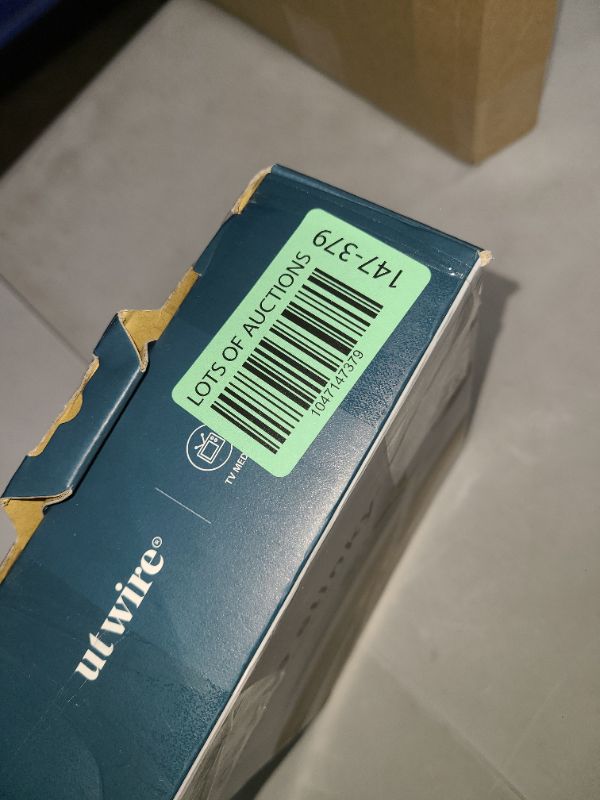 LOTS OF AUCTIONS
147-379
1047147379
TV MED
ut wire®